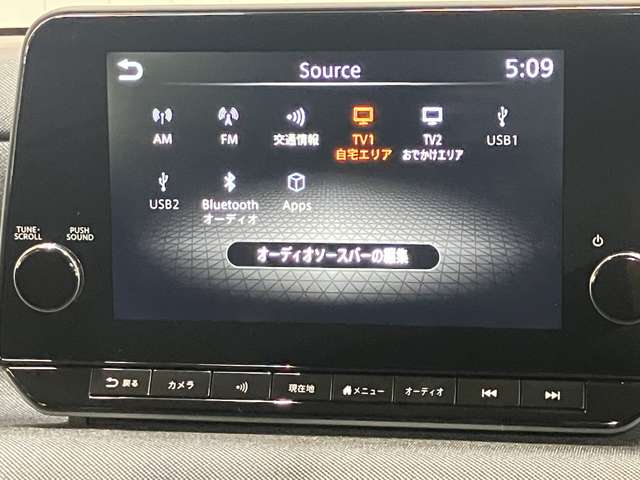 Source
5:09
AM
FM
交通情報
TV1
自宅エリア
TV2
おでかけエリア
USB1
USB2
Bluetooth
オーディオ
Apps
オーディオソースバーの編集
TUNE・
SCROLL
PUSH
SOUND
戻る
カメラ
現在地
メニュー
オーディオ